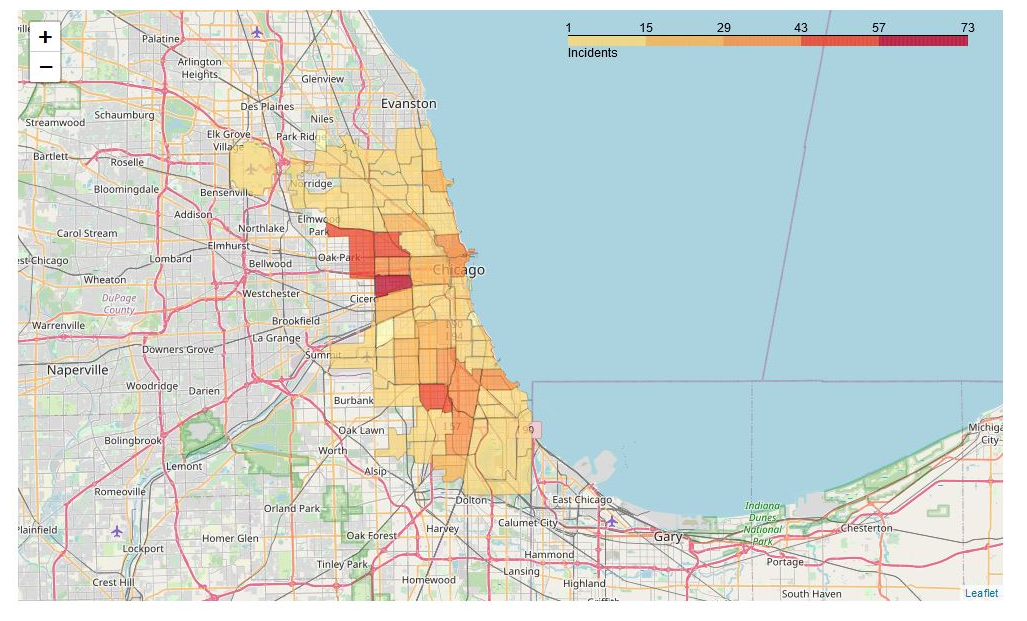 +
−
1 15 29 43 57 73
Incidents
Palatine
Arlington
Heights
Glenview
Evanston
Des Plaines
Niles
Schaumburg
Streamwood
Elk Grove
Village
Park Ridge
Bartlett
Roselle
Norridge
Bloomingdale
Bensenville
Addison
Elmwood
Park
Northlake
Carol Stream
Elmhurst
Oak Park
Lombard
Bellwood
Chicago
Wheaton
Westchester
Cicero
DuPage
County
Brookfield
Warrenville
La Grange
Downers Grove
Summit
Naperville
Woodridge
Darien
Burbank
Oak Lawn
Bolingbrook
Worth
Lemont
Alsip
Romeoville
Dolton
East Chicago
Orland Park
Calumet City
Harvey
Homer Glen
Oak Forest
Gary
Indiana
Dunes
National
Park
Chesterton
Lockport
Hammond
Portage
Tinley Park
Lansing
Crest Hill
Homewood
Highland
South Haven
Leaflet